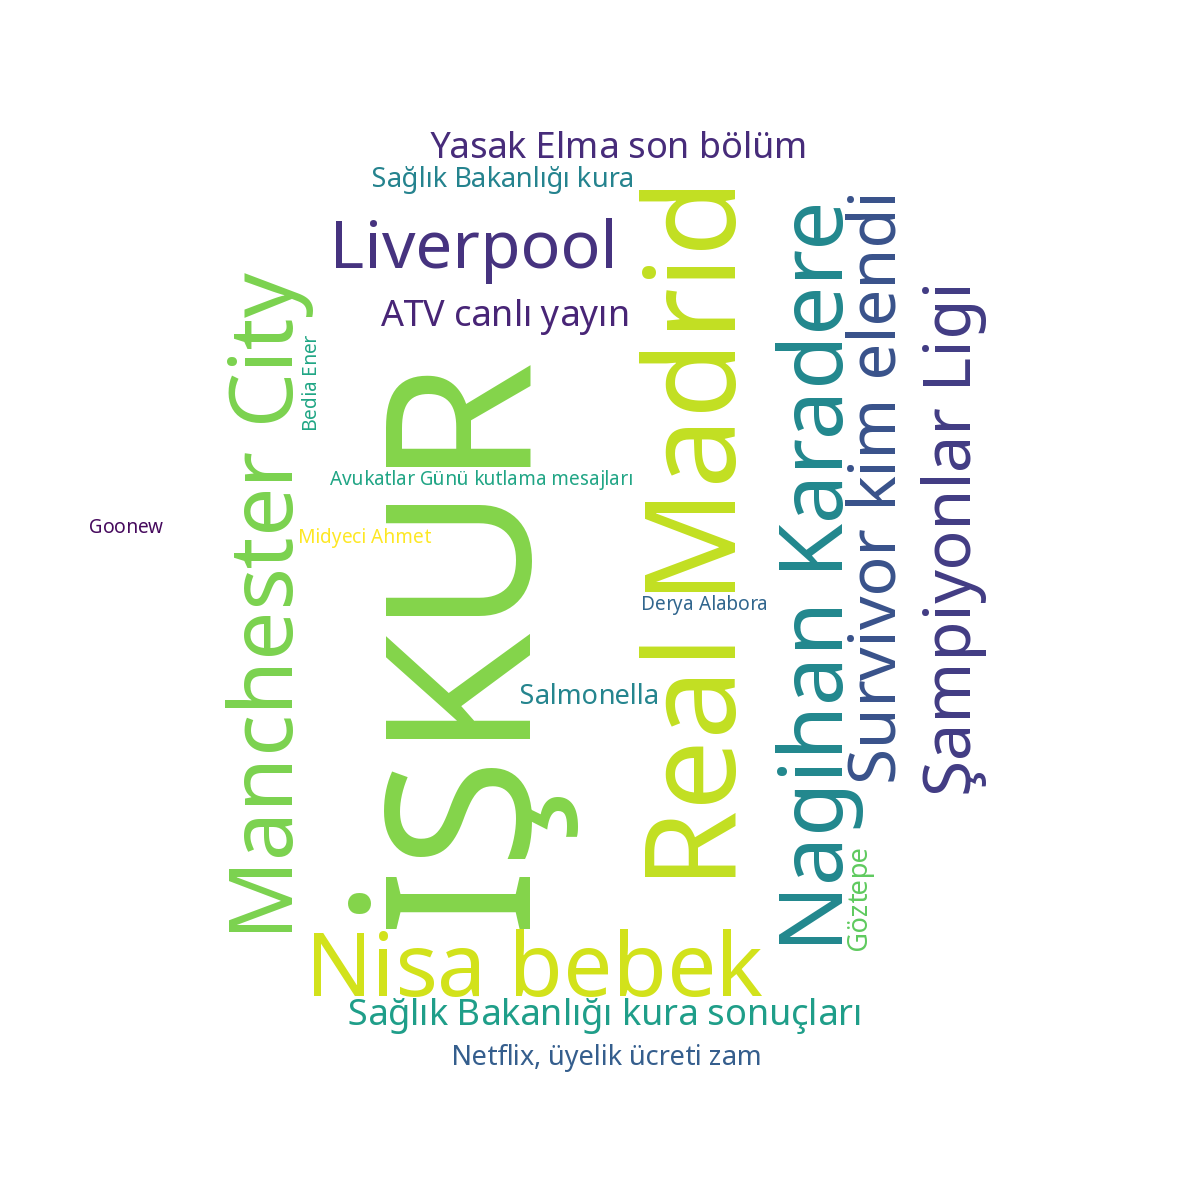 Yasak Elma son bölüm
Sağlık Bakanlığı kura
Liverpool
ATV canlı yayın
Manchester City
Bedia Ener
İŞKUR
Real Madrid
Nagihan Karadere
Survivor kim elendi
Şampiyonlar Ligi
Avukatlar Günü kutlama mesajları
Goonew
Midyeci Ahmet
Derya Alabora
Salmonella
Göztepe
Nisa bebek
Sağlık Bakanlığı kura sonuçları
Netflix, üyelik ücreti zam